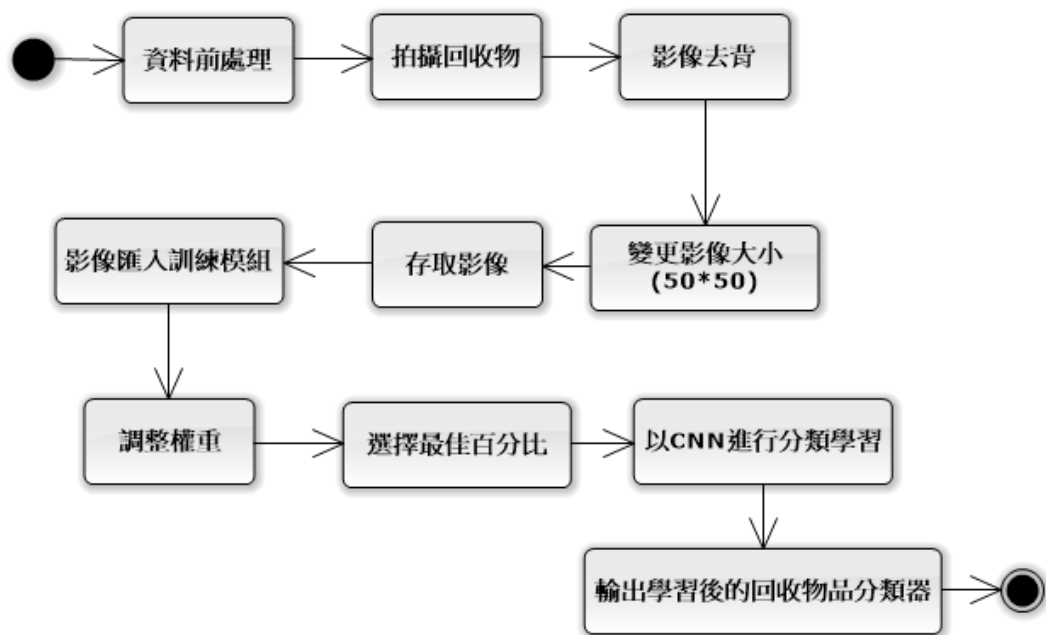 資料前處理
拍攝回收物
影像去背
變更影像大小
(50*50)
存取影像
影像匯入訓練模組
調整權重
選擇最佳百分比
以CNN進行分類學習
輸出學習後的回收物品分類器